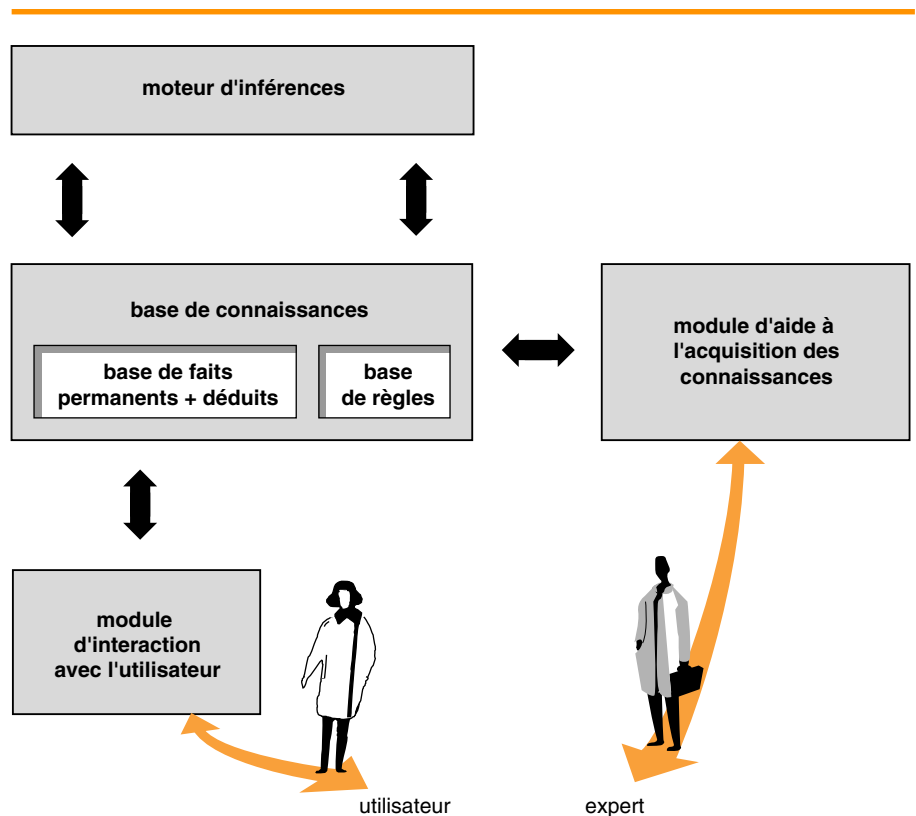 moteur d'inférences
base de connaissances
base de faits
permanents + déduits
base
de règles
module d'aide à
l'acquisition des
connaissances
module
d'interaction
avec l'utilisateur
utilisateur
expert